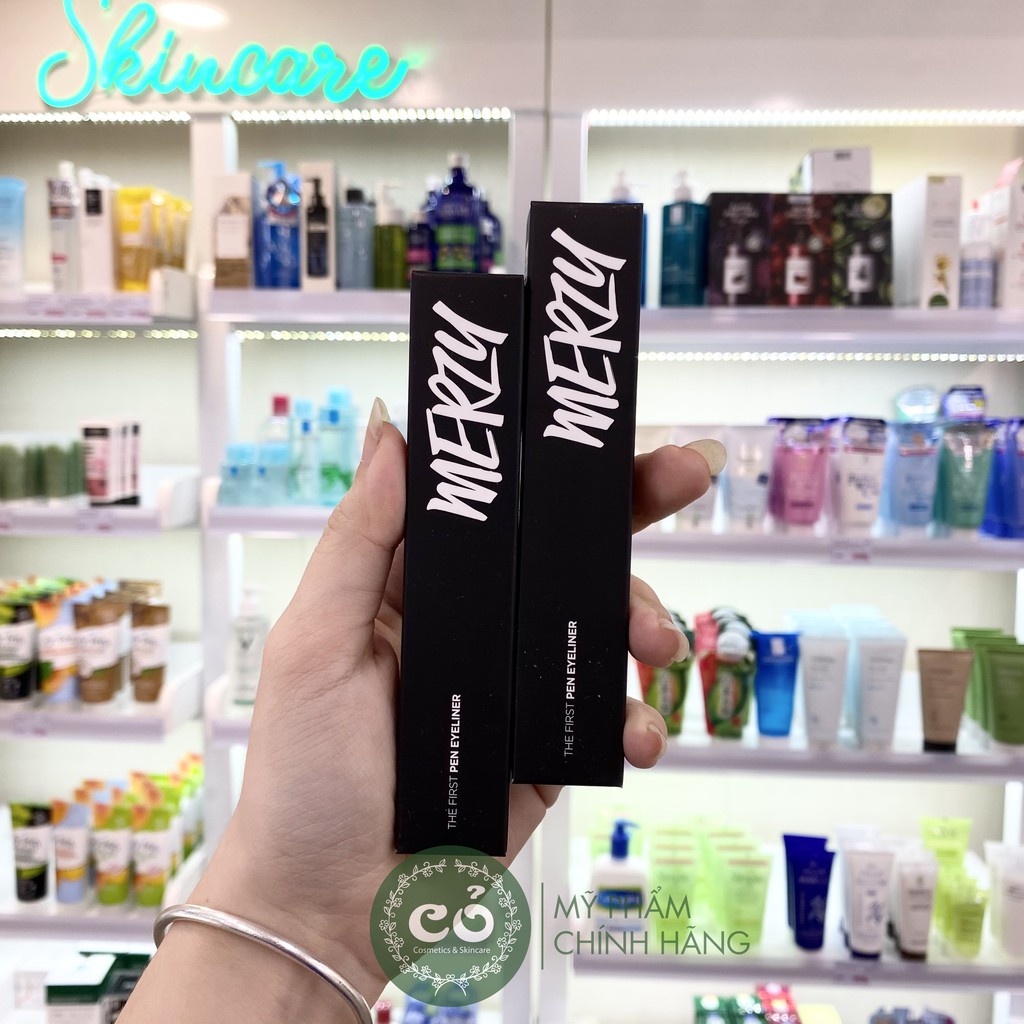 Skincare
MERZY
THE FIRST PEN EYELINER
MERZY
THE FIRST PEN EYELINER
CỎ
Cosmetics & Skincare
MỸ PHẨM
CHÍNH HÃNG